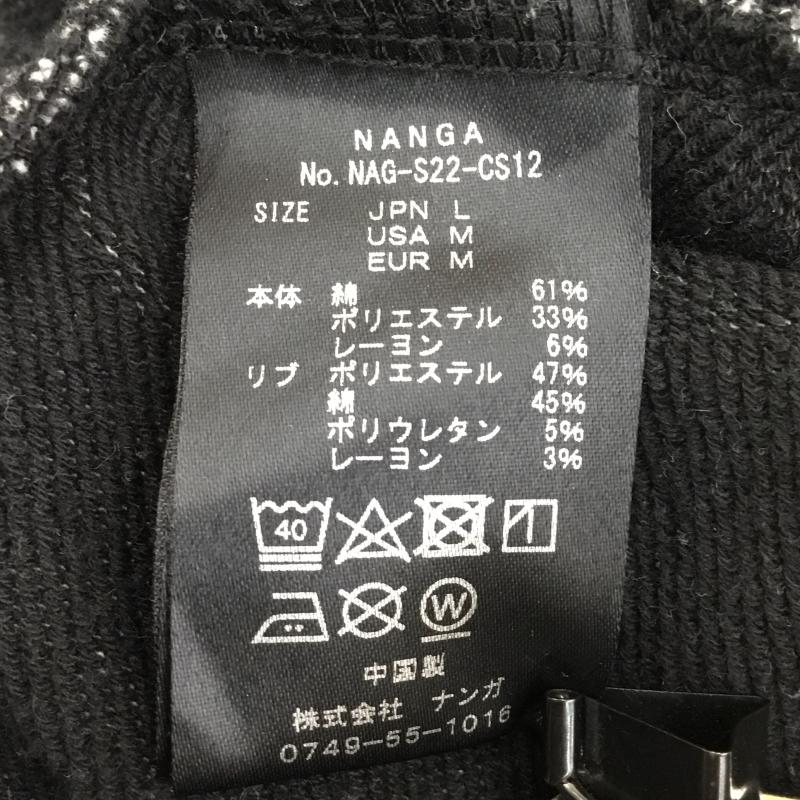 NANGA
No. NAG-S22-CS12
SIZE JPN L
USA M
EUR M
本体 綿 61%
ポリエステル 33%
レーヨン 6%
リブ ポリエステル 47%
綿 45%
ポリウレタン 5%
レーヨン 3%
40
W
中国製
株式会社 ナンガ
0749-55-1016